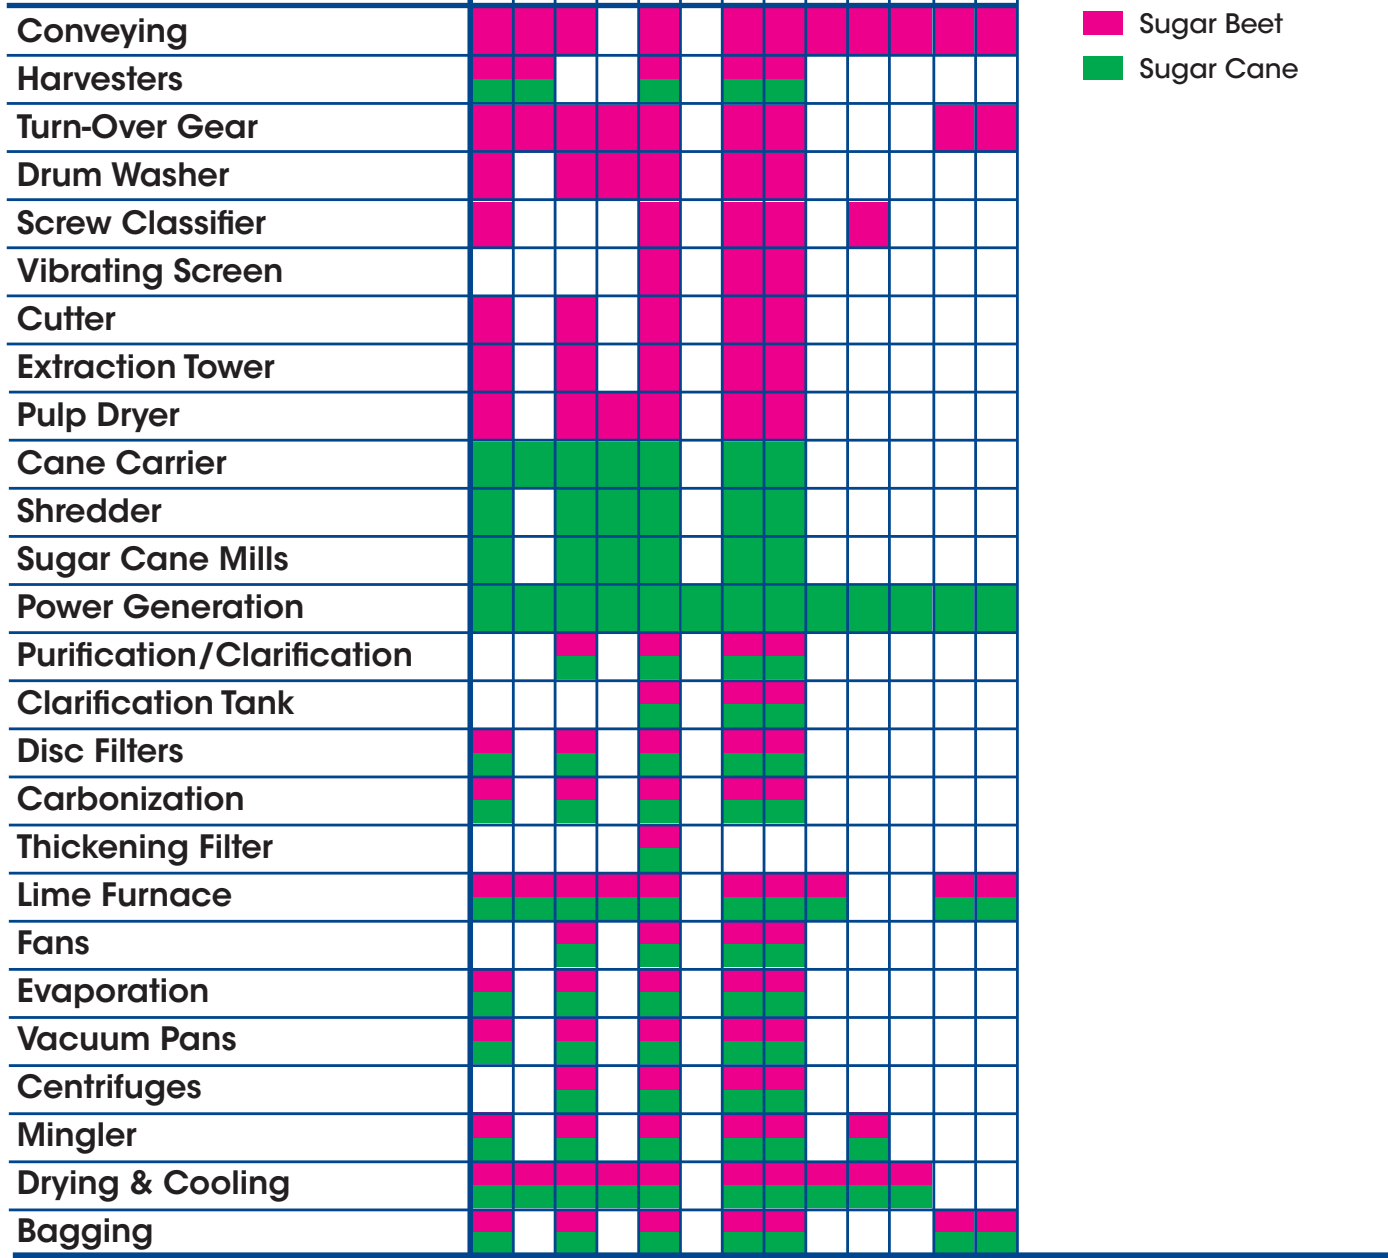 Conveying
Sugar Beet
Harvesters
Sugar Cane
Turn-Over Gear
Drum Washer
Screw Classifier
Vibrating Screen
Cutter
Extraction Tower
Pulp Dryer
Cane Carrier
Shredder
Sugar Cane Mills
Power Generation
Purification/Clarification
Clarification Tank
Disc Filters
Carbonization
Thickening Filter
Lime Furnace
Fans
Evaporation
Vacuum Pans
Centrifuges
Mingler
Drying & Cooling
Bagging